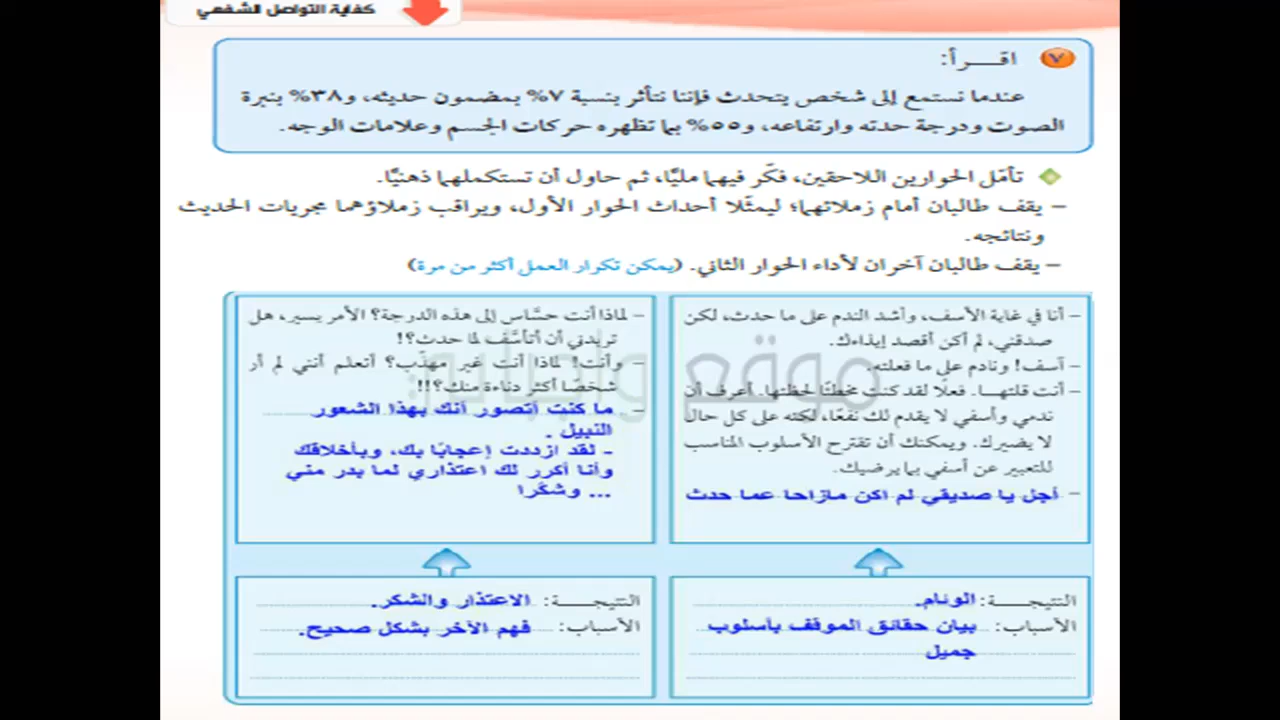 كفاية التواصل الشفهي
٧ اقــــرأ:
عندما نستمع إلى شخص يتحدث فإننا نتأثر بنسبة ٧% بمضمون حديثه، و٣٨% بنبرة
الصوت ودرجة حدته وارتفاعه، و٥٥% بما تظهره حركات الجسم وعلامات الوجه.
تأمّل الحوارين اللاحقين، فكّر فيهما مليًّا، ثم حاول أن تستكملهما ذهنيًّا.
– يقف طالبان أمام زملائهما؛ ليمثّلا أحداث الحوار الأول، ويراقب زملاؤهما مجريات الحديث
ونتائجه.
– يقف طالبان آخران لأداء الحوار الثاني. (يمكن تكرار العمل أكثر من مرة)
– أنا في غاية الأسف، وأشد الندم على ما حدث، لكن
صدقني، لم أكن أقصد إيذاءك.
– آسف! ونادم على ما فعلته.
– أنت قلتهـا. فعلًا لقد كنت مخطئًا لحظتها. أعرف أن
ندمي وأسفي لا يقدم لك نفعًا، لكنه على كل حال
لا يضيرك. ويمكنك أن تقترح الأسلوب المناسب
للتعبير عن أسفي بما يرضيك.
– أجل يا صديقي لم اكن مازاحا عما حدث
النتيجـــــة: الوئام.
الأسباب: بيان حقائق الموقف بأسلوب
جميل
– لماذا أنت حسَّاس إلى هذه الدرجة؟ الأمر يسير، هل
تريدني أن أتأسَّف لما حدث؟!
– وأنت! لماذا أنت غير مهذّب؟ أتعلم أنني لم أر
شخصًا أكثر دناءة منك؟!!
– ما كنت أتصور أنك بهذا الشعور
النبيل .
- لقد ازددت إعجابًا بك، وبأخلاقك
وأنا أكرر لك اعتذاري لما بدر مني
... وشكرا
النتيجـــــة: الاعتذار والشكر.
الأسباب: فهم الآخر بشكل صحيح.
موقع واجباتي